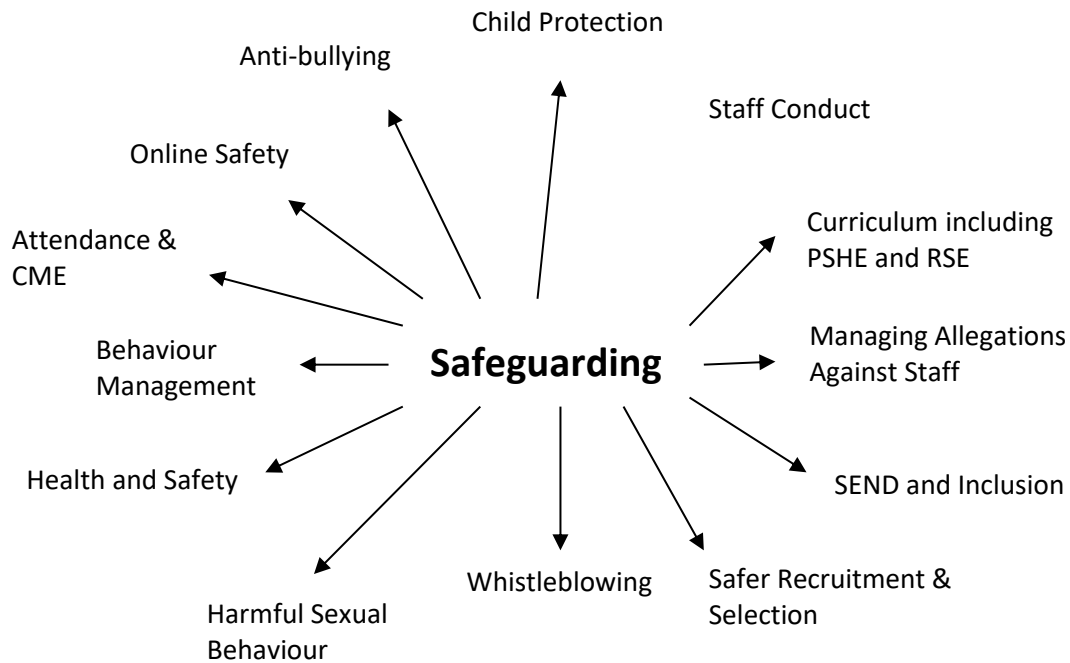 Child Protection
Anti-bullying
Staff Conduct
Online Safety
Attendance &
CME
Curriculum including
PSHE and RSE
Behaviour
Management
Safeguarding
Managing Allegations
Against Staff
Health and Safety
SEND and Inclusion
Harmful Sexual
Behaviour
Whistleblowing
Safer Recruitment &
Selection